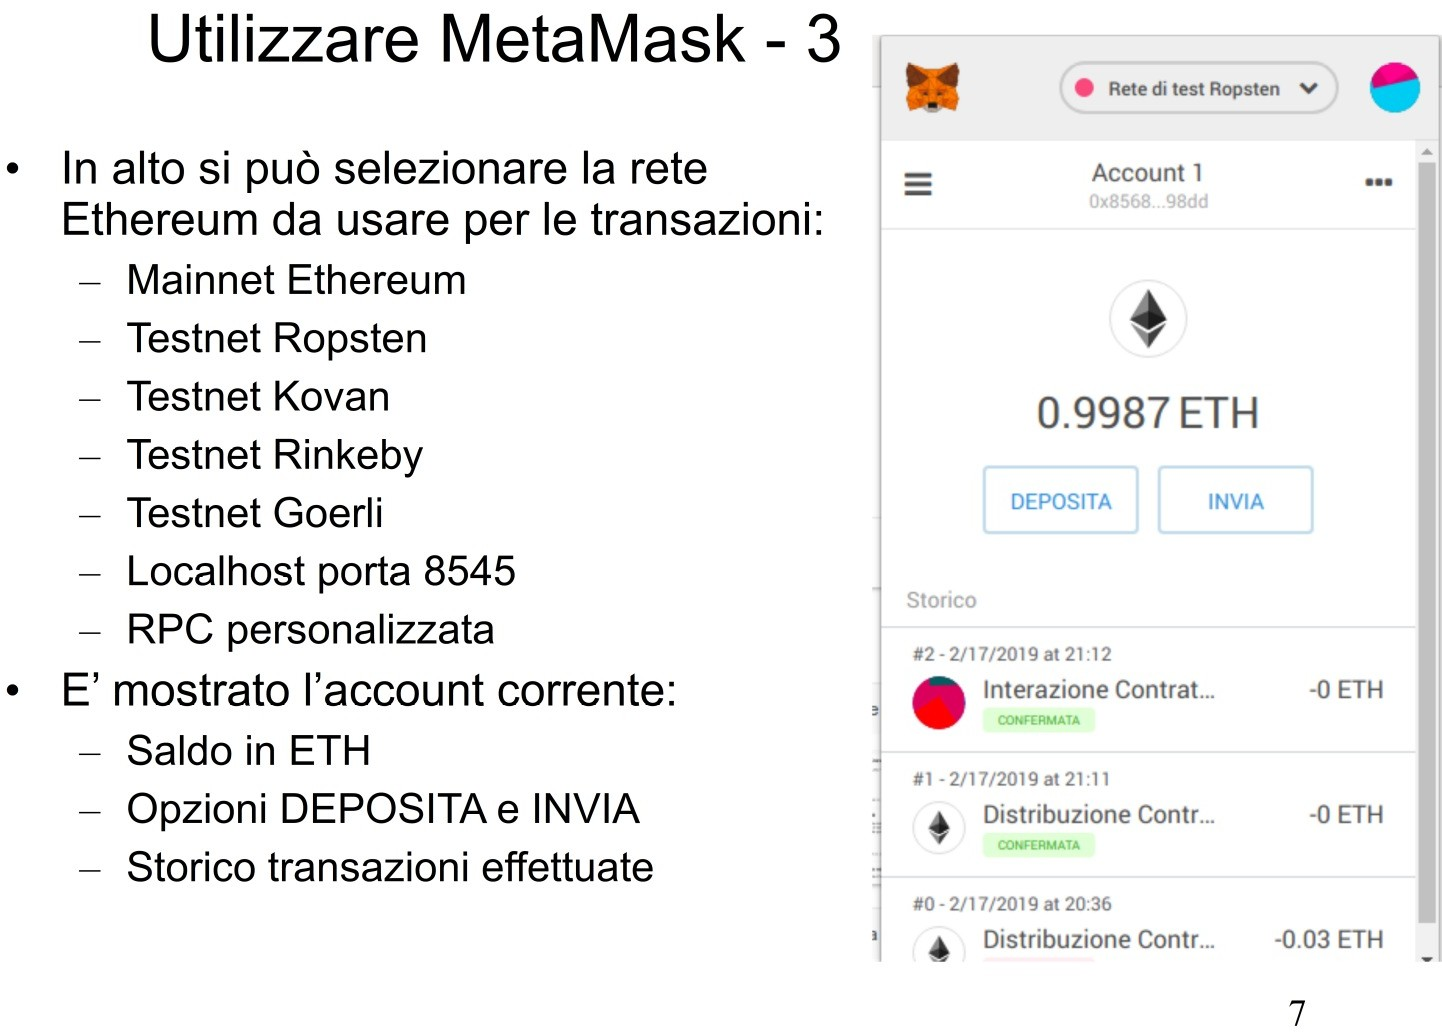 Utilizzare MetaMask - 3
• In alto si può selezionare la rete
Ethereum da usare per le transazioni:
– Mainnet Ethereum
– Testnet Ropsten
– Testnet Kovan
– Testnet Rinkeby
– Testnet Goerli
– Localhost porta 8545
– RPC personalizzata
• E’ mostrato l’account corrente:
– Saldo in ETH
– Opzioni DEPOSITA e INVIA
– Storico transazioni effettuate
Rete di test Ropsten
Account 1
0x8568...98dd
0.9987 ETH
DEPOSITA INVIA
Storico
#2 - 2/17/2019 at 21:12
Interazione Contrat... -0 ETH
CONFERMATA
#1 - 2/17/2019 at 21:11
Distribuzione Contr... -0 ETH
CONFERMATA
#0 - 2/17/2019 at 20:36
Distribuzione Contr... -0.03 ETH
7